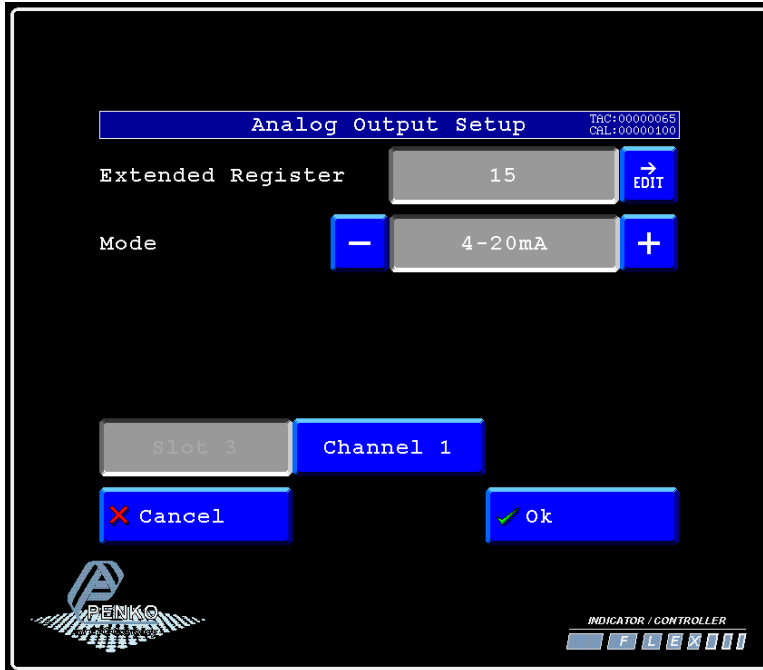 Analog Output Setup
TAC:00000065
CAL:00000100
Extended Register 15 → EDIT
Mode − 4-20mA +
Slot 3 Channel 1
Cancel Ok
PENKO
INDICATOR / CONTROLLER
FLEX